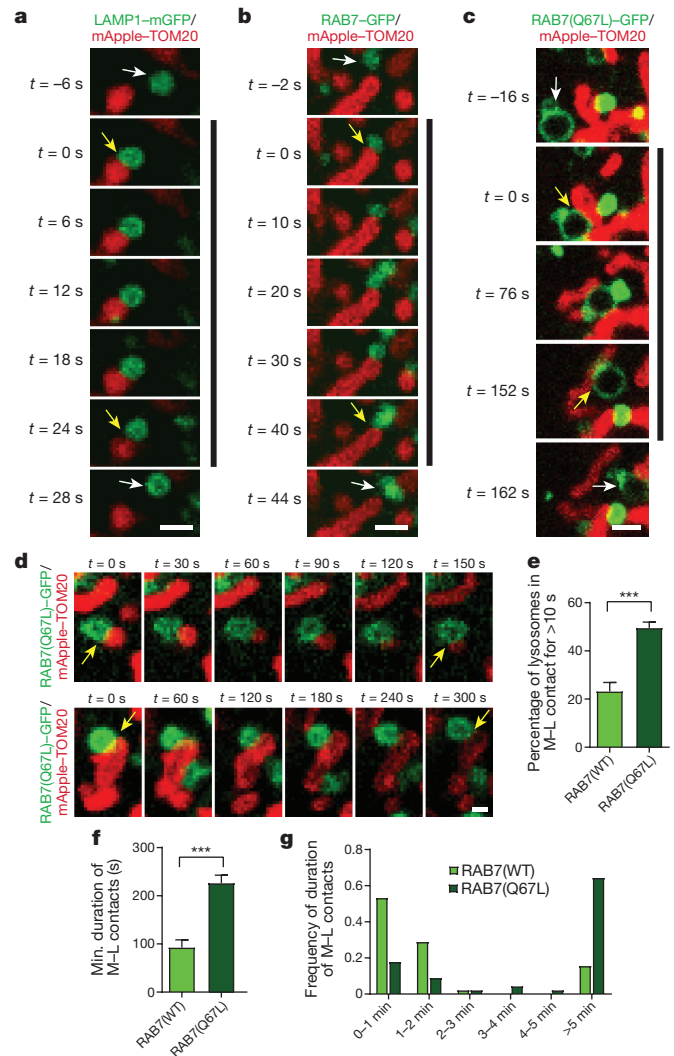 a
LAMP1–mGFP/
mApple–TOM20
t = –6 s
t = 0 s
t = 6 s
t = 12 s
t = 18 s
t = 24 s
t = 28 s
b
RAB7–GFP/
mApple–TOM20
t = –2 s
t = 0 s
t = 10 s
t = 20 s
t = 30 s
t = 40 s
t = 44 s
c
RAB7(Q67L)–GFP/
mApple–TOM20
t = –16 s
t = 0 s
t = 76 s
t = 152 s
t = 162 s
d
RAB7(Q67L)–GFP/
mApple–TOM20
t = 0 s t = 30 s t = 60 s t = 90 s t = 120 s t = 150 s
RAB7(Q67L)–GFP/
mApple–TOM20
t = 0 s t = 60 s t = 120 s t = 180 s t = 240 s t = 300 s
e
Percentage of lysosomes in
M–L contact for >10 s
60
40
20
0
***
RAB7(WT)
RAB7(Q67L)
f
Min. duration of
M–L contacts (s)
300
200
100
0
***
RAB7(WT)
RAB7(Q67L)
g
Frequency of duration
of M–L contacts
0.8
0.6
0.4
0.2
0
RAB7(WT)
RAB7(Q67L)
0–1 min
1–2 min
2–3 min
3–4 min
4–5 min
>5 min